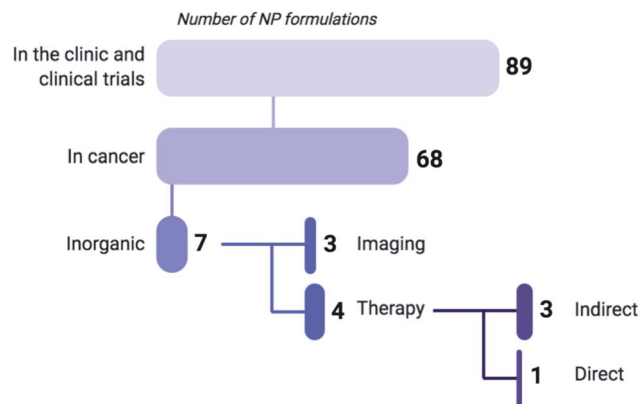 Number of NP formulations
In the clinic and
clinical trials
89
In cancer
68
Inorganic
7
3 Imaging
4 Therapy
3 Indirect
1 Direct